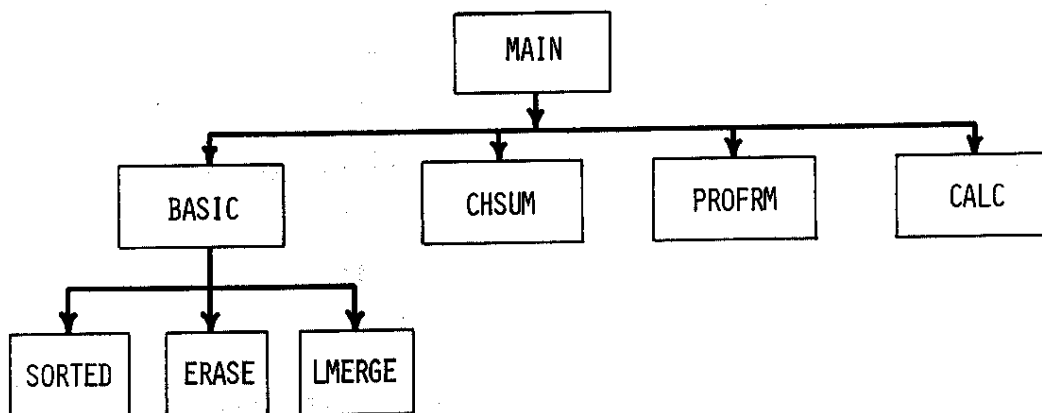 MAIN
BASIC
CHSUM
PROFRM
CALC
SORTED
ERASE
LMERGE